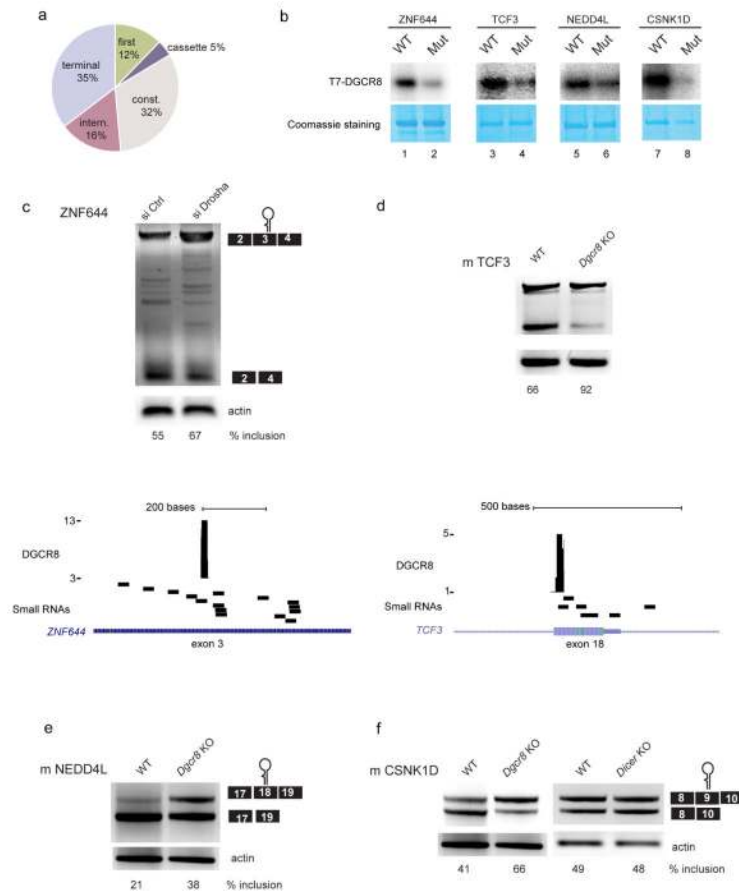 a
first
12%
cassette 5%
terminal
35%
const.
32%
intern.
16%
b
ZNF644 TCF3 NEDD4L CSNK1D
WT Mut WT Mut WT Mut WT Mut
T7-DGCR8
Coomassie staining
1 2 3 4 5 6 7 8
c
ZNF644
si Ctrl si Drosha
2 3 4
2 4
actin
55 67 % inclusion
d
m TCF3
WT Dgcr8 KO
66 92
200 bases
13-
DGCR8
3-
Small RNAs
ZNF644
exon 3
500 bases
5-
DGCR8
1-
Small RNAs
TCF3
exon 18
e
m NEDD4L
WT Dgcr8 KO
17 18 19
17 19
actin
21 38 % inclusion
f
m CSNK1D
WT Dgcr8 KO WT Dicer KO
8 9 10
8 10
actin
41 66 49 48 % inclusion